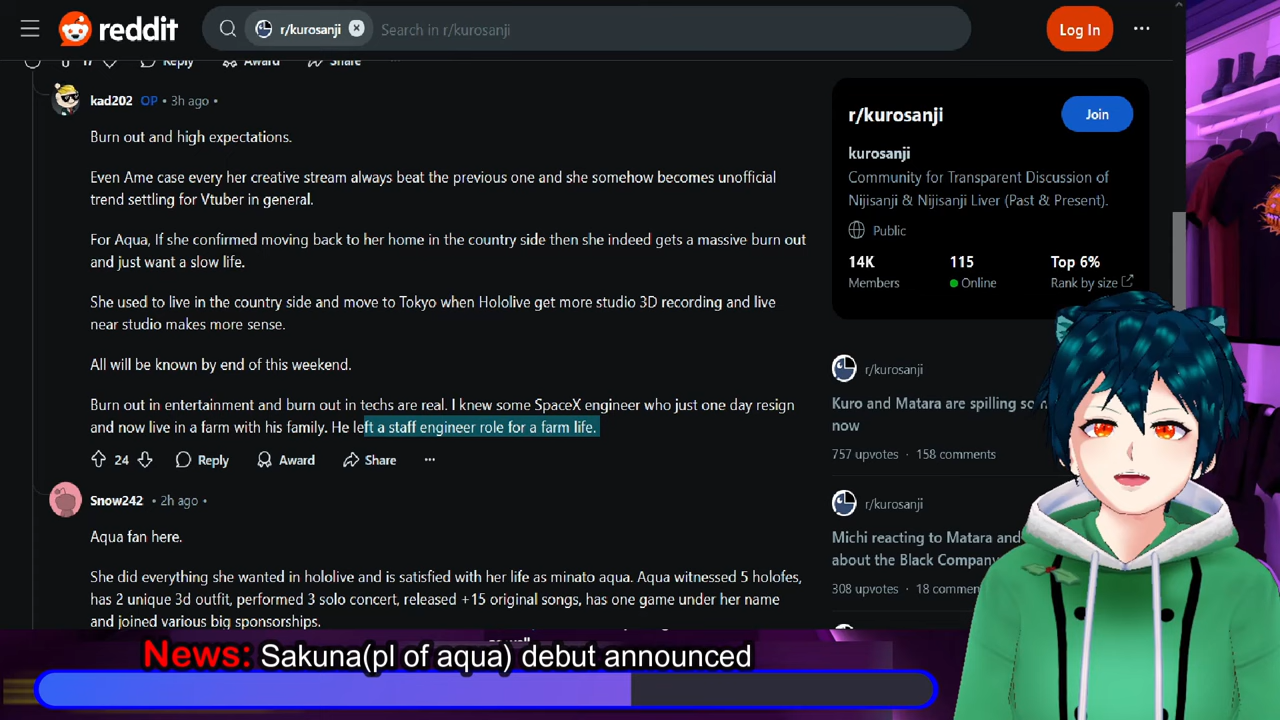 reddit
r/kurosanji
Search in r/kurosanji
Log In
17
Reply
Award
Share
kad202 OP • 3h ago •
Burn out and high expectations.
Even Ame case every her creative stream always beat the previous one and she somehow becomes unofficial
trend settling for Vtuber in general.
For Aqua, If she confirmed moving back to her home in the country side then she indeed gets a massive burn out
and just want a slow life.
She used to live in the country side and move to Tokyo when Hololive get more studio 3D recording and live
near studio makes more sense.
All will be known by end of this weekend.
Burn out in entertainment and burn out in techs are real. I knew some SpaceX engineer who just one day resign
and now live in a farm with his family. He left a staff engineer role for a farm life.
24
Reply
Award
Share
Snow242 • 2h ago •
Aqua fan here.
She did everything she wanted in hololive and is satisfied with her life as minato aqua. Aqua witnessed 5 holofes,
has 2 unique 3d outfit, performed 3 solo concert, released +15 original songs, has one game under her name
and joined various big sponsorships.
r/kurosanji
Join
kurosanji
Community for Transparent Discussion of
Nijisanji & Nijisanji Liver (Past & Present).
Public
14K
115
Top 6%
Members
Online
Rank by size
r/kurosanji
Kuro and Matara are spilling
now
757 upvotes • 158 comments
r/kurosanji
Michi reacting to Matara and
about the Black Company
308 upvotes • 18
News: Sakuna(pl of aqua) debut announced